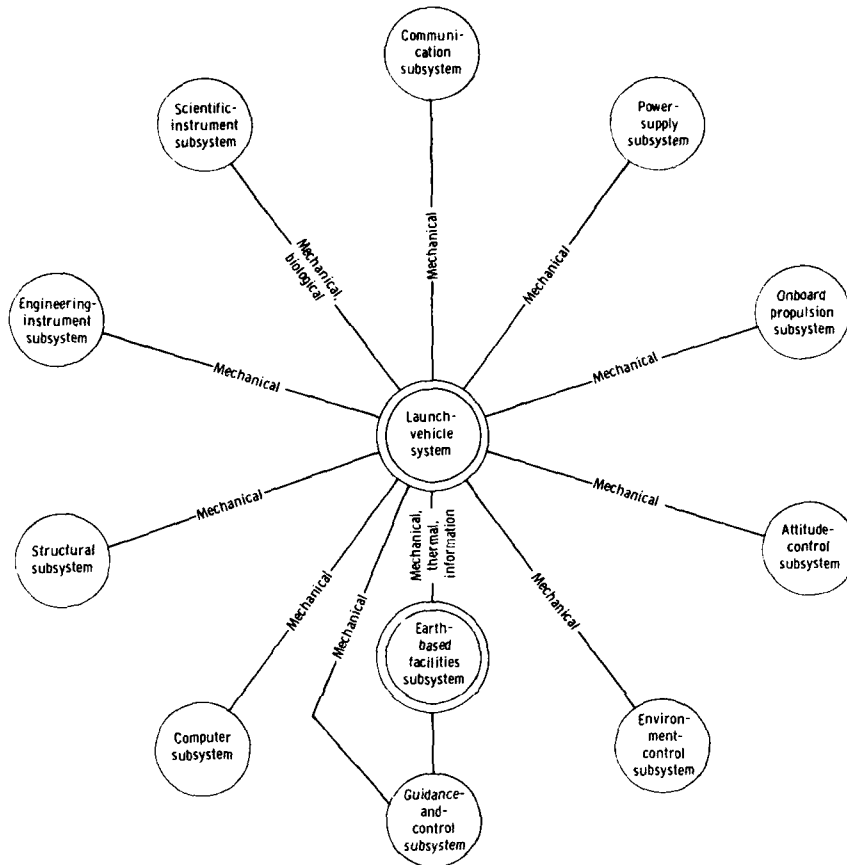 Communi-
cation
subsystem
Scientific-
instrument
subsystem
Power-
supply
subsystem
Mechanical,
biological
Mechanical
Mechanical
Engineering-
instrument
subsystem
Onboard
propulsion
subsystem
Mechanical
Mechanical
Launch-
vehicle
system
Mechanical
Mechanical
Structural
subsystem
Mechanical,
thermal,
information
Attitude-
control
subsystem
Mechanical
Mechanical
Mechanical
Earth-
based
facilities
subsystem
Computer
subsystem
Environ-
ment-
control
subsystem
Guidance-
and-
control
subsystem